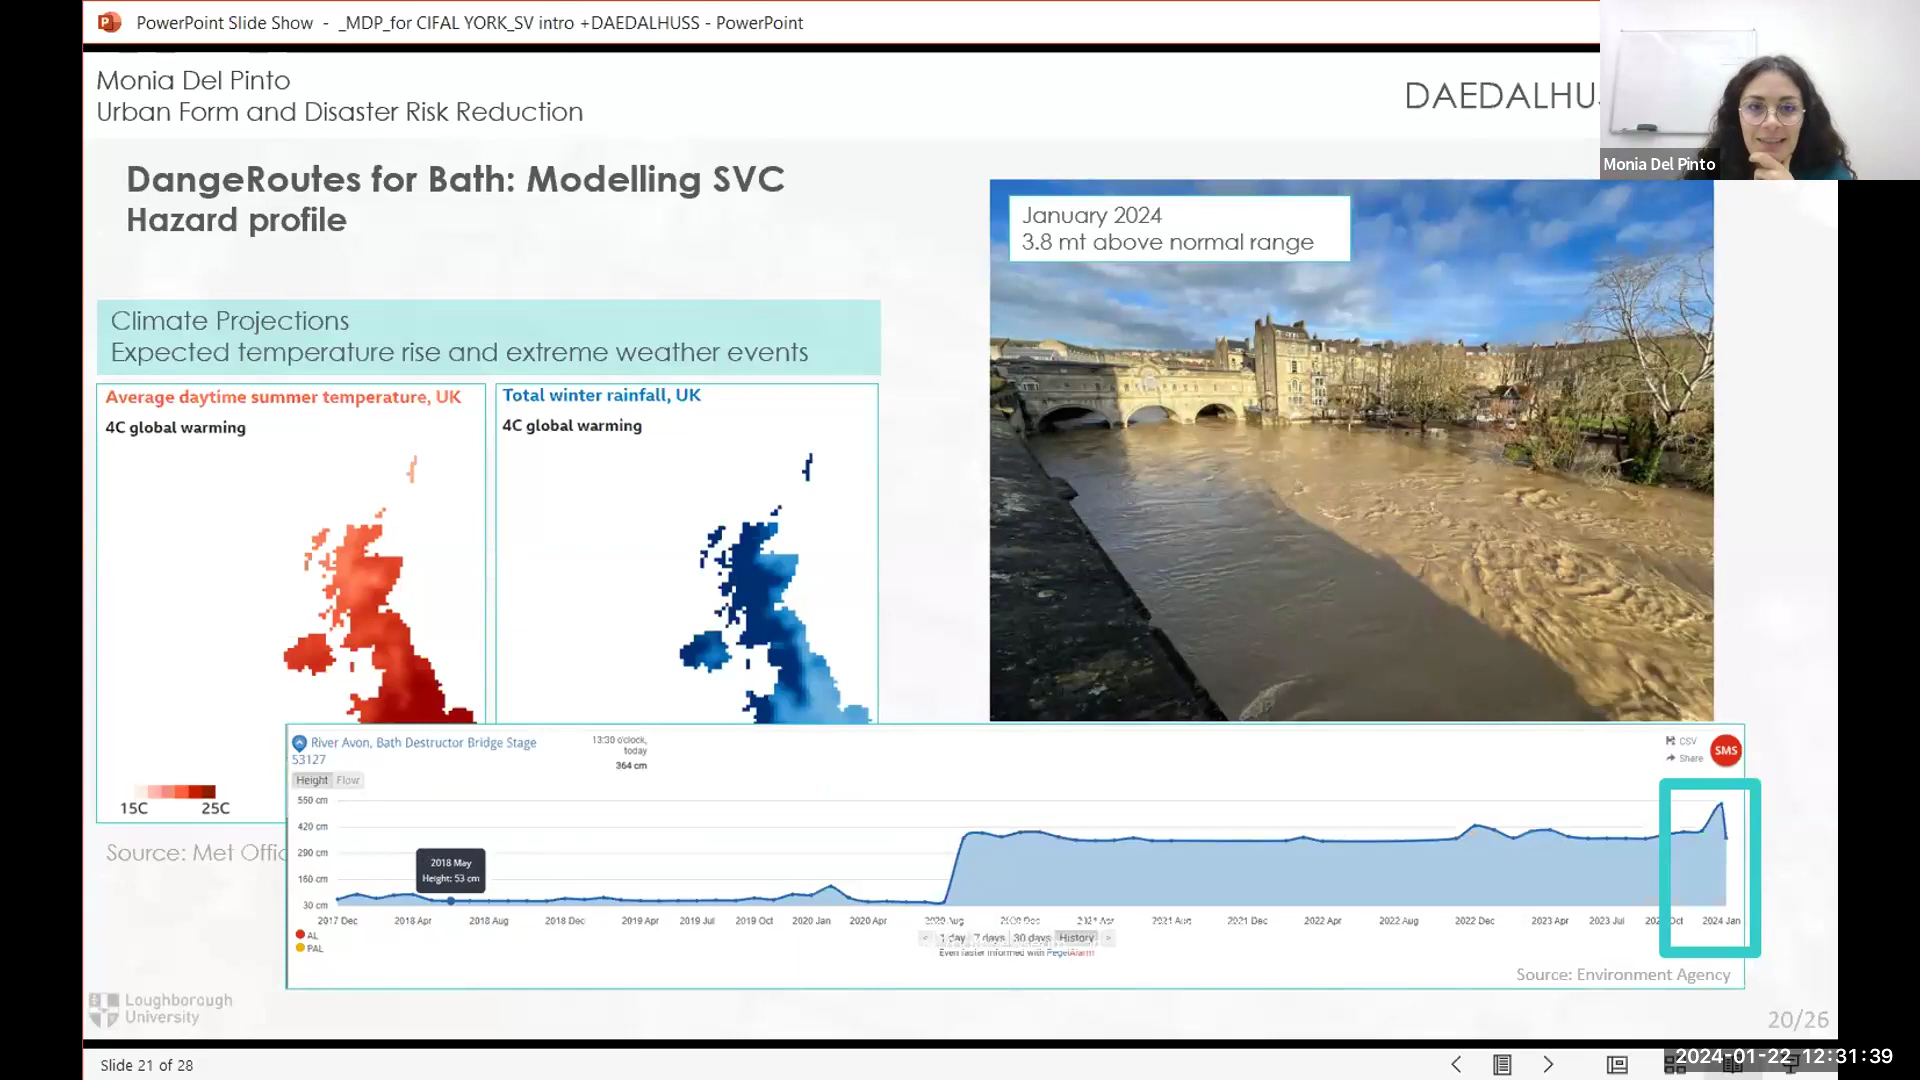 PowerPoint Slide Show - _MDP_for CIFAL YORK_SV intro +DAEDALHUSS - PowerPoint
Monia Del Pinto
Urban Form and Disaster Risk Reduction
DAEDALHUS
Monia Del Pinto
DangeRoutes for Bath: Modelling SVC
Hazard profile
January 2024
3.8 mt above normal range
Climate Projections
Expected temperature rise and extreme weather events
Average daytime summer temperature, UK
4C global warming
Total winter rainfall, UK
4C global warming
15C 25C
Source: Met Offic
River Avon, Bath Destructor Bridge Stage
53127
13:30 o'clock,
today
364 cm
Height Flow
CSV
Share
SMS
550 cm
420 cm
290 cm
160 cm
30 cm
2018 May
Height: 53 cm
2017 Dec 2018 Apr 2018 Aug 2018 Dec 2019 Apr 2019 Jul 2019 Oct 2020 Jan 2020 Apr 2020 Aug 2020 Dec 2021 Apr 2021 Aug 2021 Dec 2022 Apr 2022 Aug 2022 Dec 2023 Apr 2023 Jul 2023 Oct 2024 Jan
AL
PAL
< 1 day 7 days 30 days History >
Even faster informed with PegelAlarm
Source: Environment Agency
Loughborough
University
20/26
Slide 21 of 28
2024-01-22 12:31:39